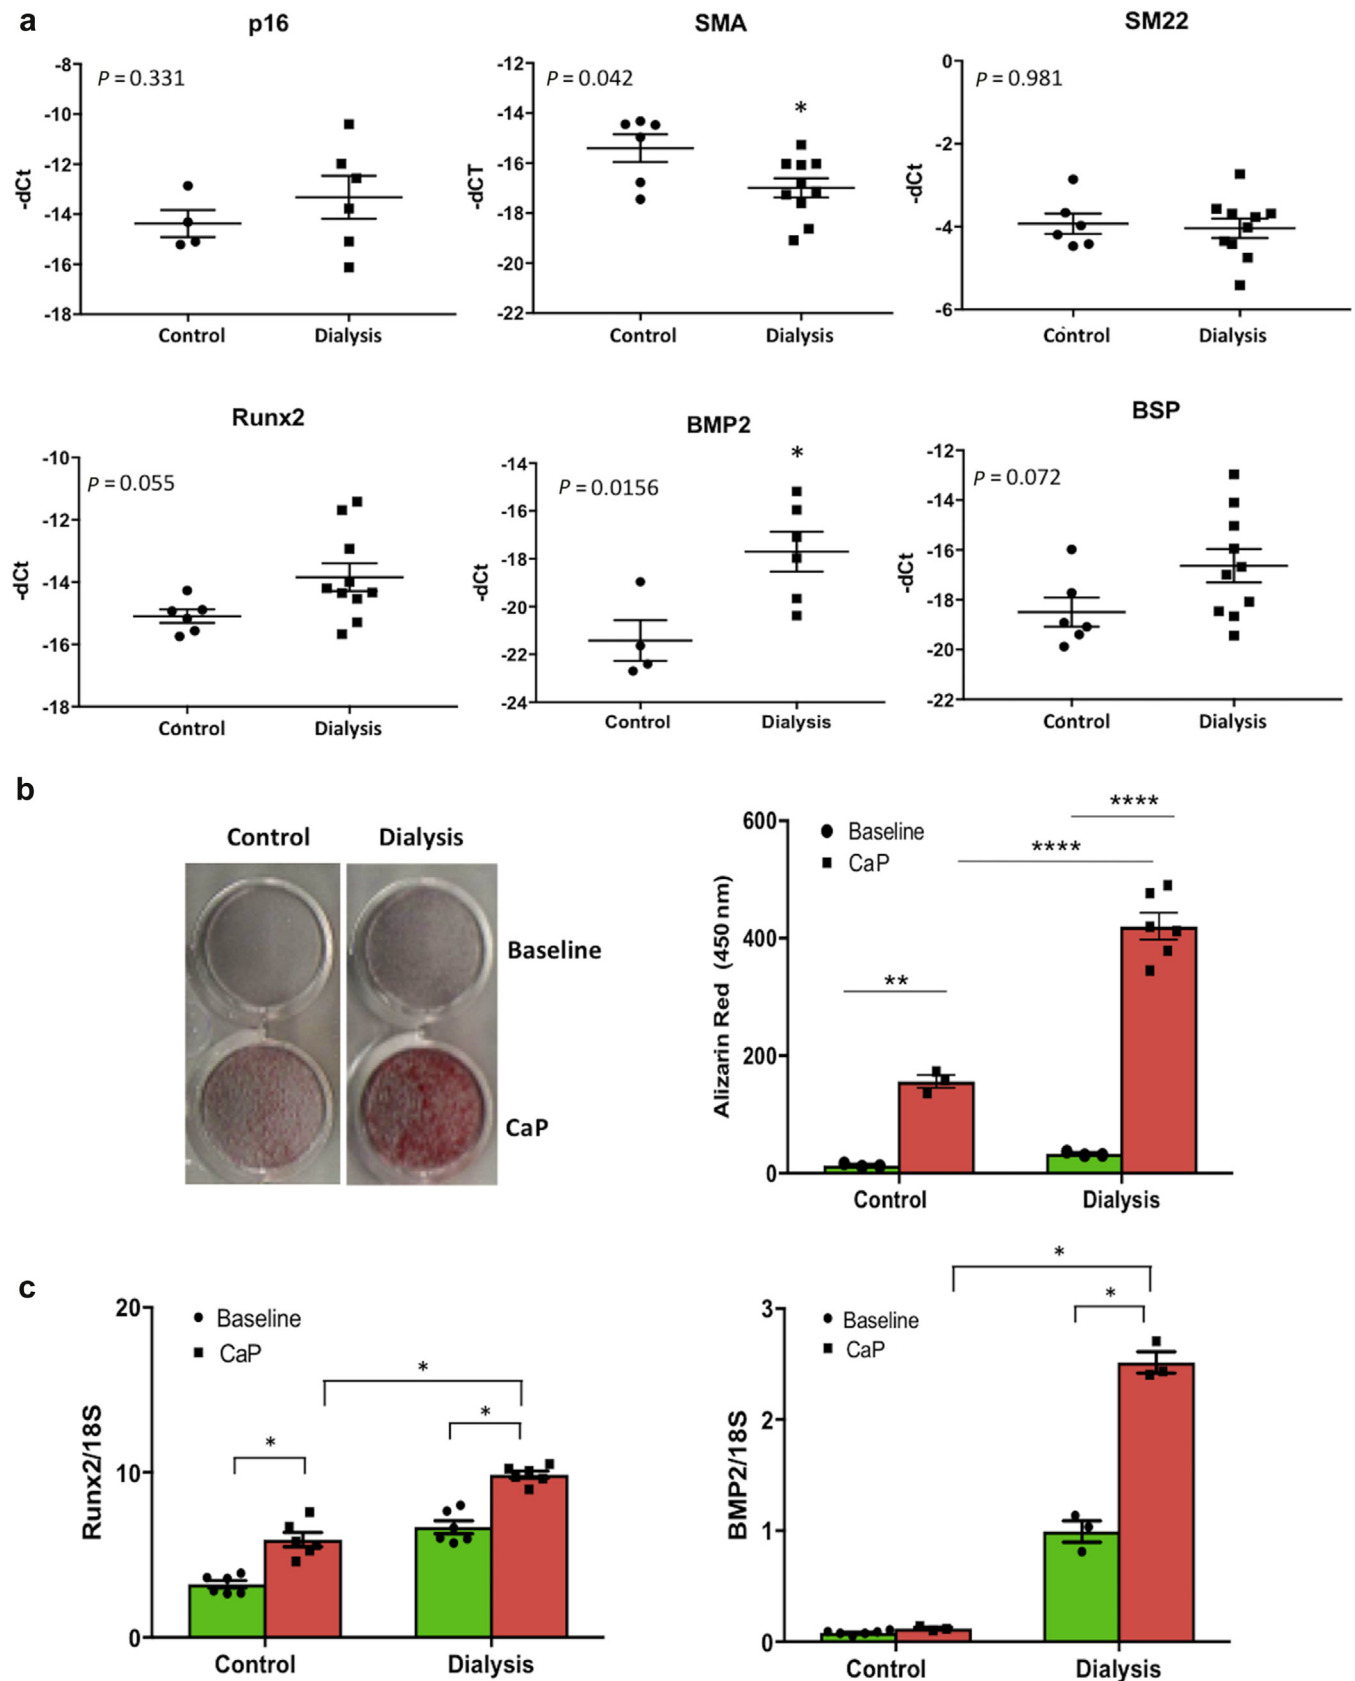 a
p16
SMA
SM22
P = 0.331
P = 0.042
P = 0.981
*
-dCt
-8
-10
-12
-14
-16
-18
Control
Dialysis
-dCT
-12
-14
-16
-18
-20
-22
Control
Dialysis
-dCt
0
-2
-4
-6
Control
Dialysis
Runx2
BMP2
BSP
P = 0.055
P = 0.0156
P = 0.072
*
-dCt
-10
-12
-14
-16
-18
Control
Dialysis
-dCt
-14
-16
-18
-20
-22
-24
Control
Dialysis
-dCt
-12
-14
-16
-18
-20
-22
Control
Dialysis
b
Control
Dialysis
Baseline
CaP
Alizarin Red (450 nm)
600
400
200
0
Baseline
CaP
**
****
****
Control
Dialysis
c
Runx2/18S
20
10
0
Baseline
CaP
*
*
*
Control
Dialysis
BMP2/18S
3
2
1
0
Baseline
CaP
*
*
Control
Dialysis